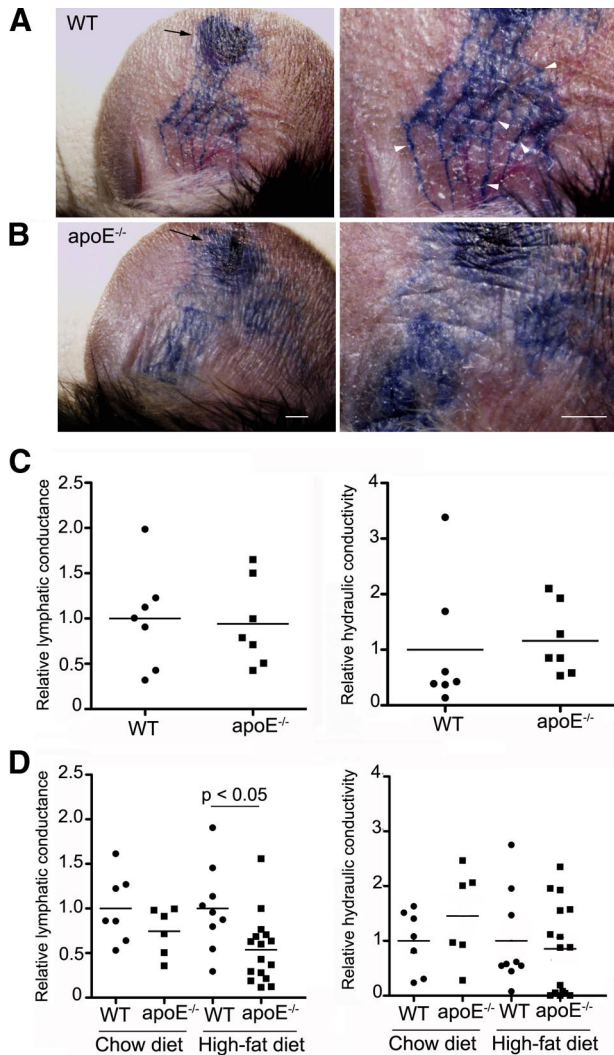 A
WT
B
apoE-/-
C
Relative lymphatic conductance
2.5
2.0
1.5
1.0
0.5
0.0
WT
apoE-/-
Relative hydraulic conductivity
4
3
2
1
0
WT
apoE-/-
D
Relative lymphatic conductance
2.5
2.0
1.5
1.0
0.5
0.0
p < 0.05
WT apoE-/- WT apoE-/-
Chow diet High-fat diet
Relative hydraulic conductivity
4
3
2
1
0
WT apoE-/- WT apoE-/-
Chow diet High-fat diet